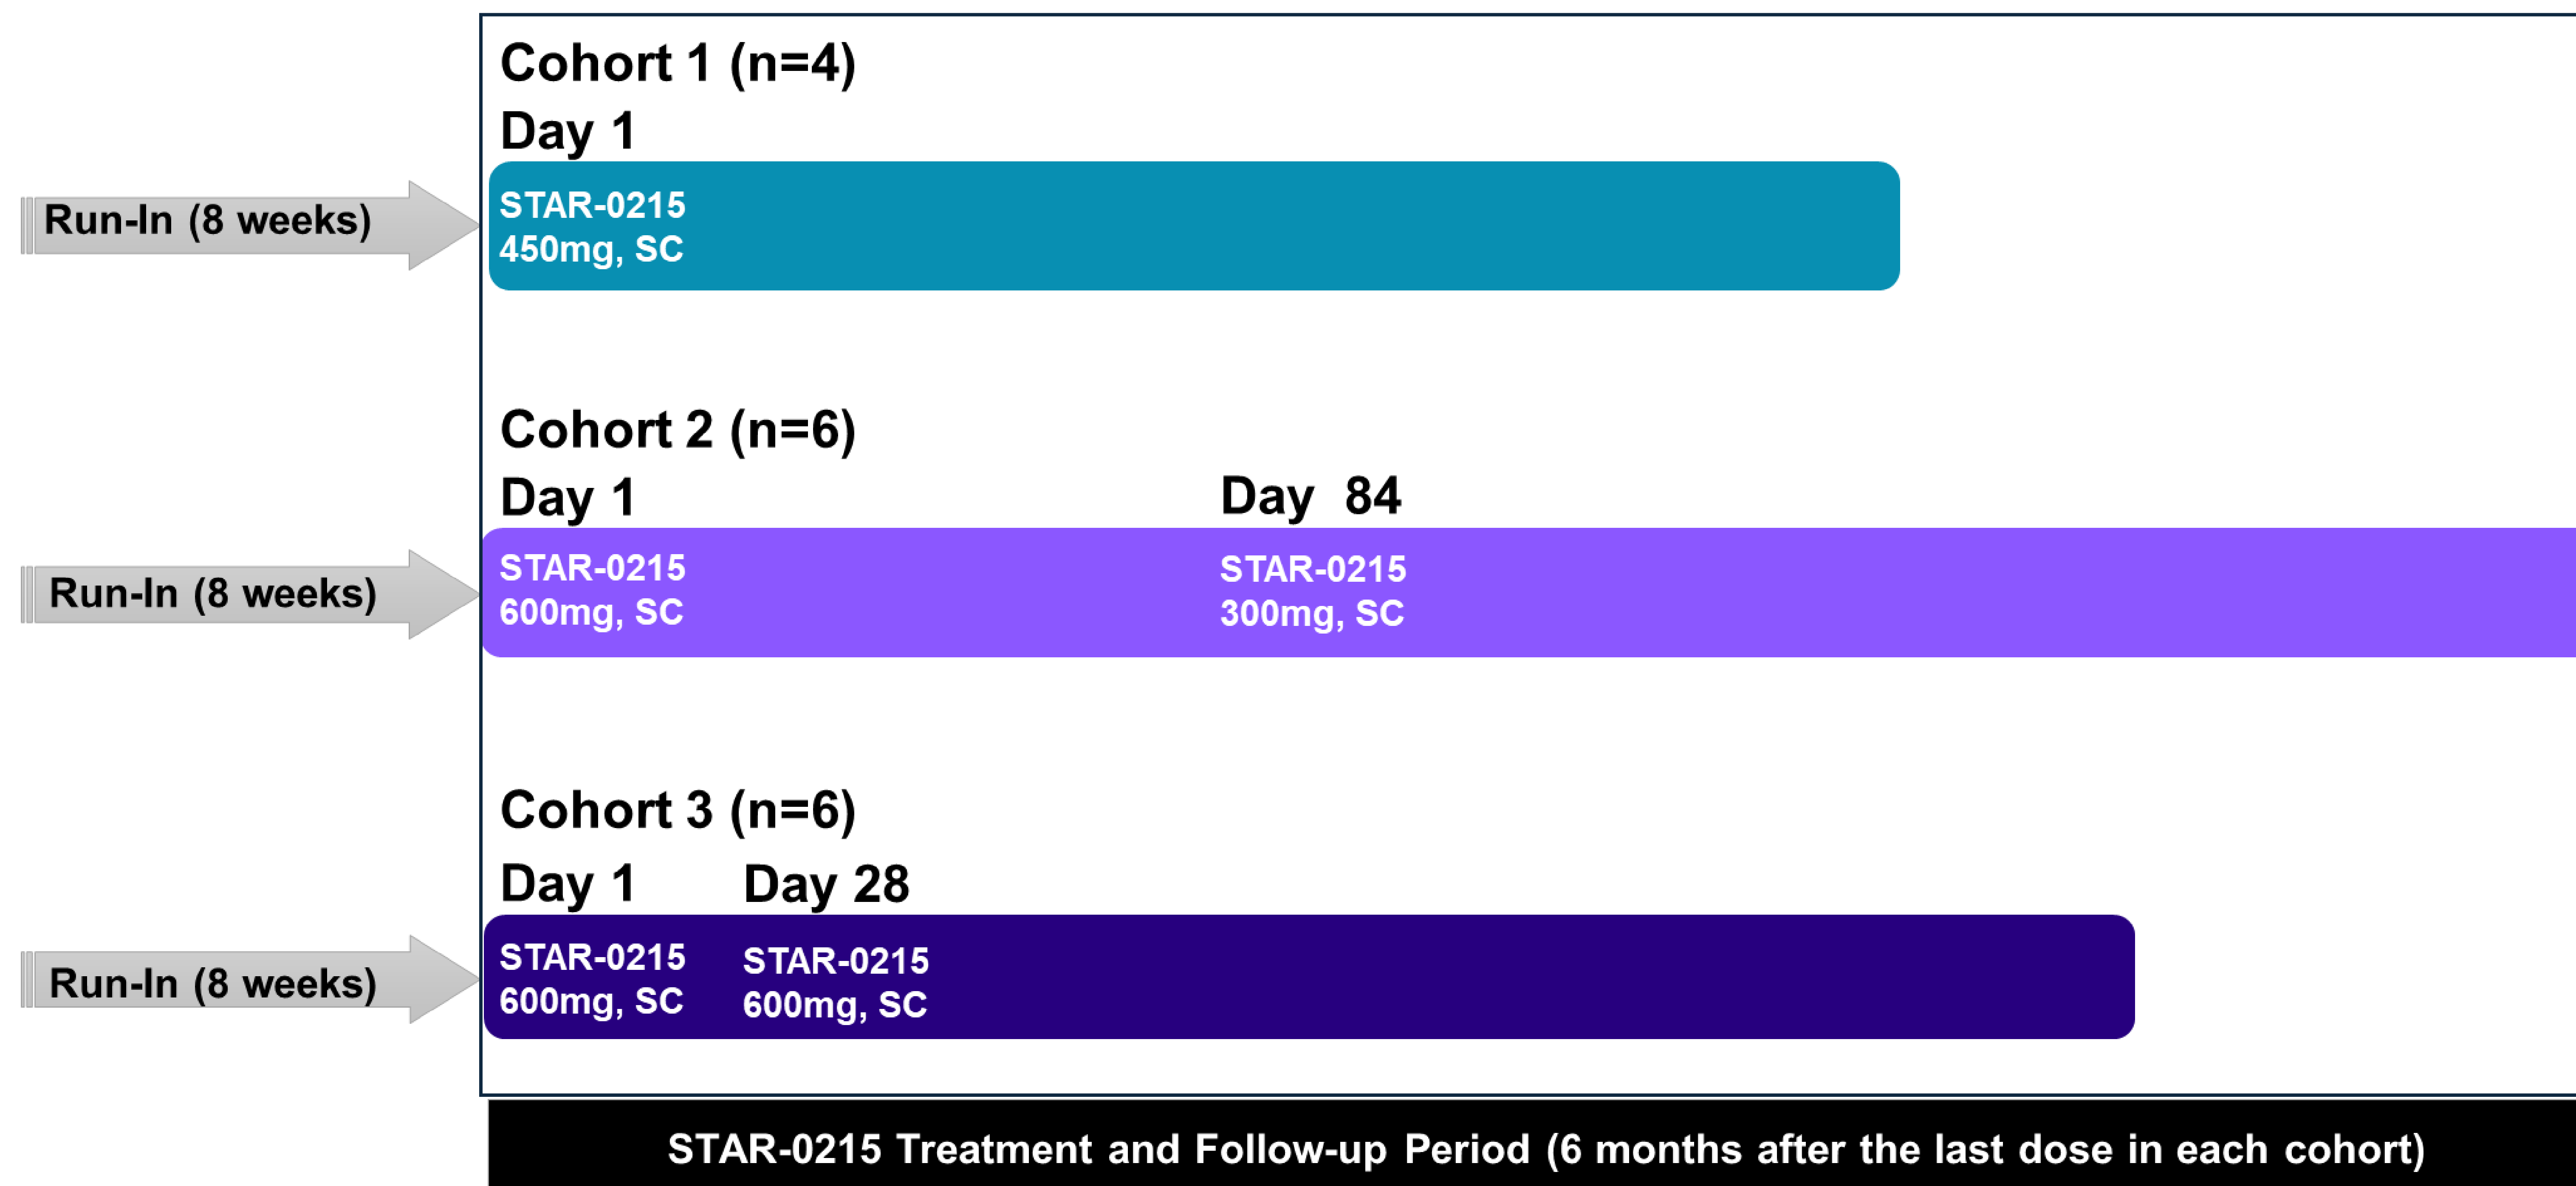 Cohort 1 (n=4)
Day 1
Run-In (8 weeks)
STAR-0215
450mg, SC
Cohort 2 (n=6)
Day 1
Day 84
Run-In (8 weeks)
STAR-0215
600mg, SC
STAR-0215
300mg, SC
Cohort 3 (n=6)
Day 1
Day 28
Run-In (8 weeks)
STAR-0215
600mg, SC
STAR-0215
600mg, SC
STAR-0215 Treatment and Follow-up Period (6 months after the last dose in each cohort)